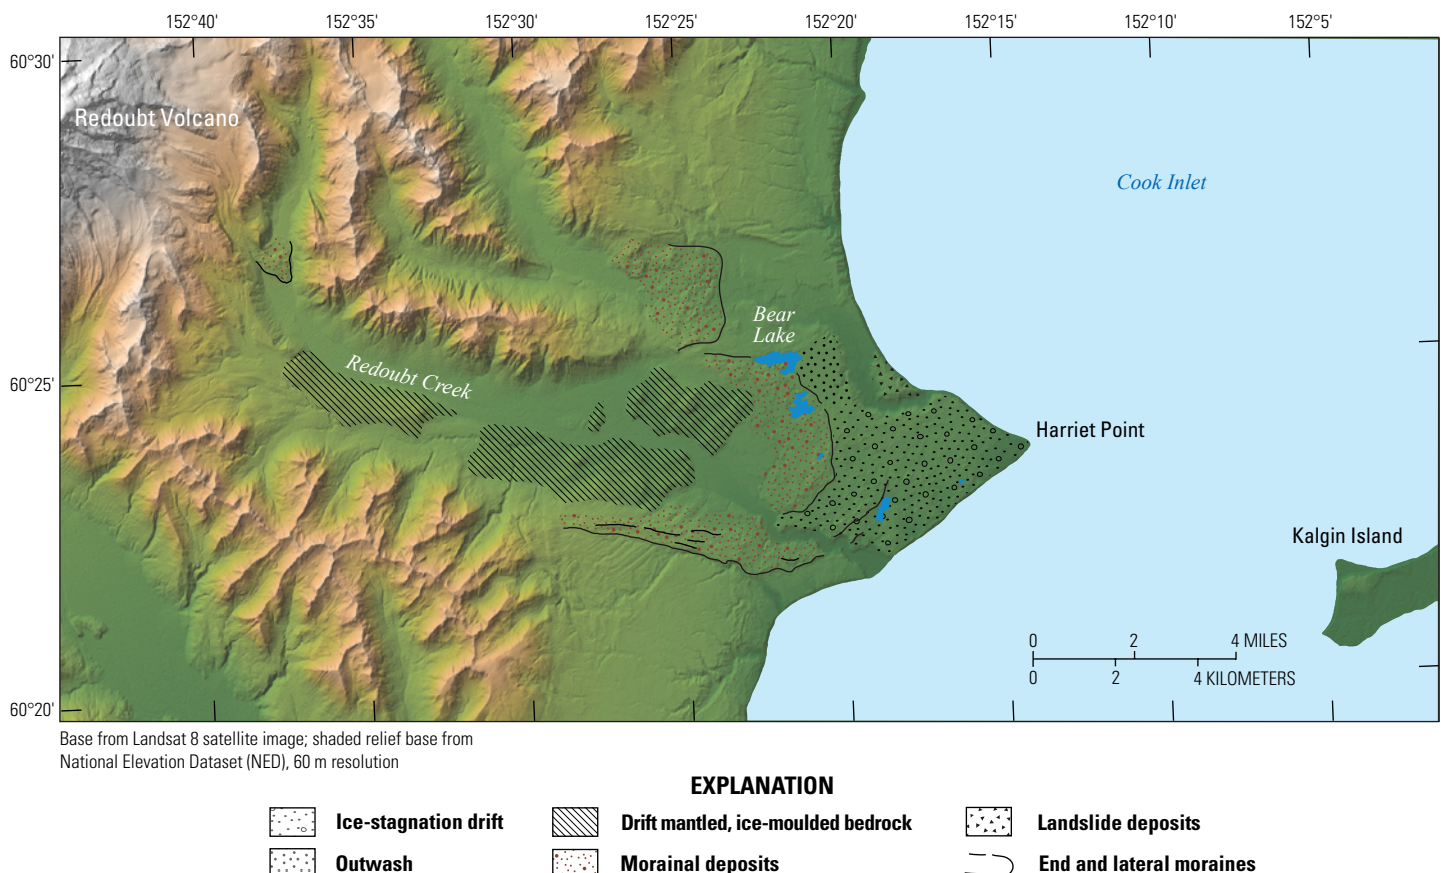 152°40' 152°35' 152°30' 152°25' 152°20' 152°15' 152°10' 152°5'
60°30'
Redoubt Volcano
Cook Inlet
Bear
Lake
Redoubt Creek
60°25'
Harriet Point
Kalgin Island
0 2 4 MILES
0 2 4 KILOMETERS
60°20'
Base from Landsat 8 satellite image; shaded relief base from
National Elevation Dataset (NED), 60 m resolution
EXPLANATION
Ice-stagnation drift Drift mantled, ice-moulded bedrock Landslide deposits
Outwash Morainal deposits End and lateral moraines